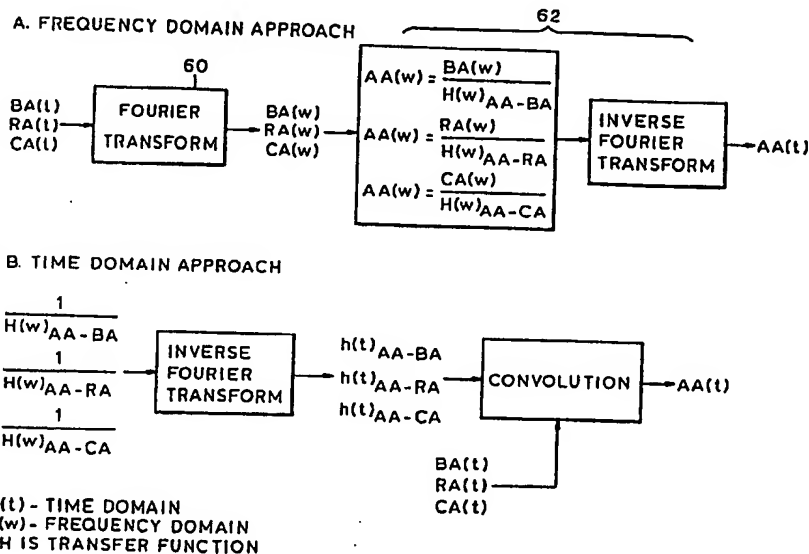 A. FREQUENCY DOMAIN APPROACH
62
60
BA(t)
RA(t)
CA(t)
FOURIER
TRANSFORM
BA(w)
RA(w)
CA(w)
AA(w) = BA(w) / H(w)AA-BA
AA(w) = RA(w) / H(w)AA-RA
AA(w) = CA(w) / H(w)AA-CA
INVERSE
FOURIER
TRANSFORM
AA(t)
B. TIME DOMAIN APPROACH
1 / H(w)AA-BA
1 / H(w)AA-RA
1 / H(w)AA-CA
INVERSE
FOURIER
TRANSFORM
h(t)AA-BA
h(t)AA-RA
h(t)AA-CA
CONVOLUTION
AA(t)
BA(t)
RA(t)
CA(t)
(t) - TIME DOMAIN
(w) - FREQUENCY DOMAIN
H IS TRANSFER FUNCTION